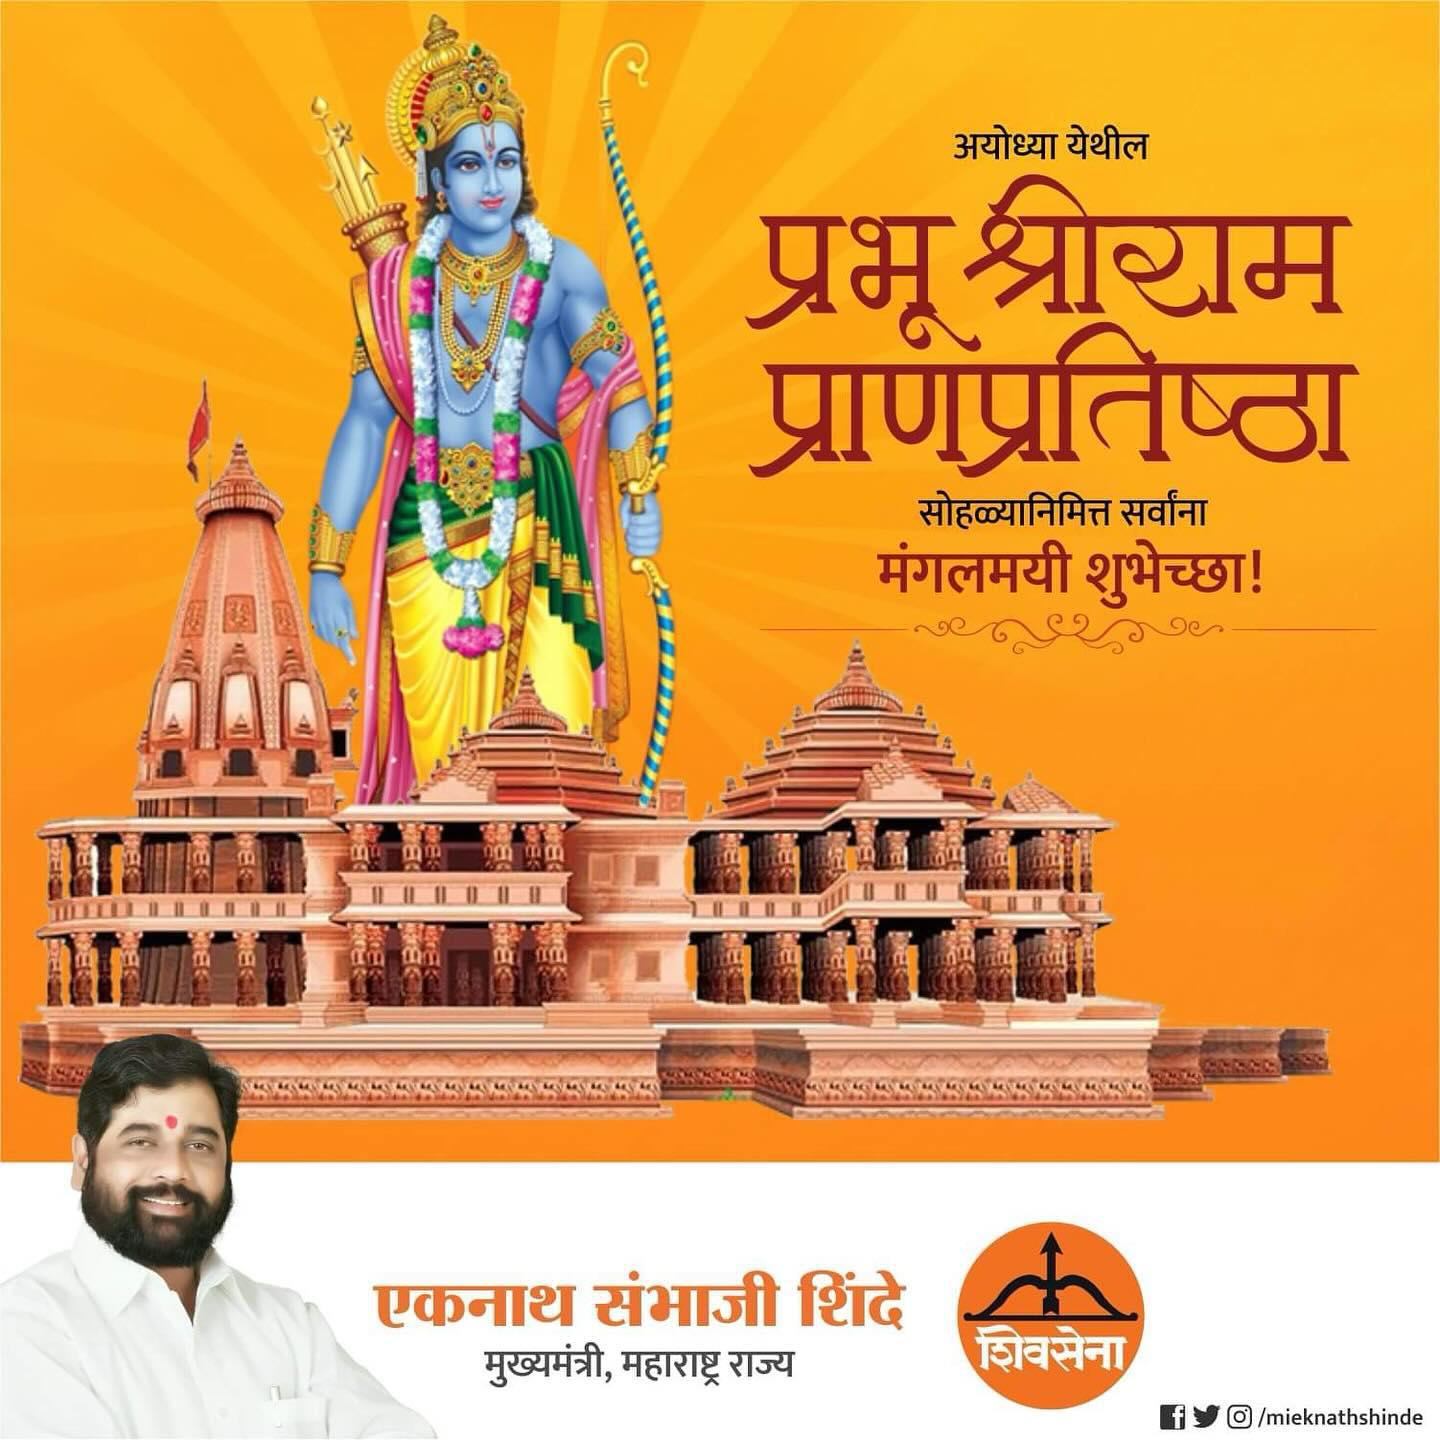 अयोध्या येथील
प्रभू श्रीराम
प्राणप्रतिष्ठा
सोहळ्यानिमित्त सर्वांना
मंगलमयी शुभेच्छा!
एकनाथ संभाजी शिंदे
मुख्यमंत्री, महाराष्ट्र राज्य
शिवसेना
/mieknathshinde